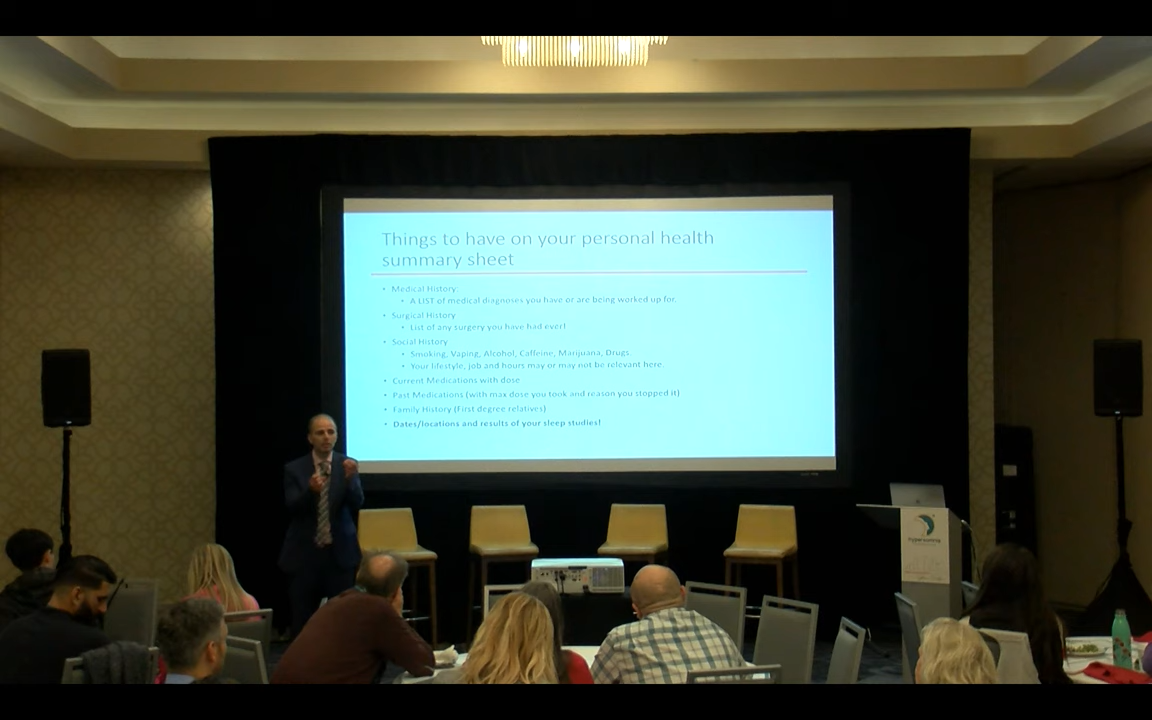 Things to have on your personal health
summary sheet
• Medical History:
• A LIST of medical diagnoses you have or are being worked up for.
• Surgical History
• List of any surgery you have had ever!
• Social History
• Smoking, Vaping, Alcohol, Caffeine, Marijuana, Drugs.
• Your lifestyle, job and hours may or may not be relevant here.
• Current Medications with dose
• Past Medications (with max dose you took and reason you stopped it)
• Family History (First degree relatives)
• Dates/locations and results of your sleep studies!
hypersomnia